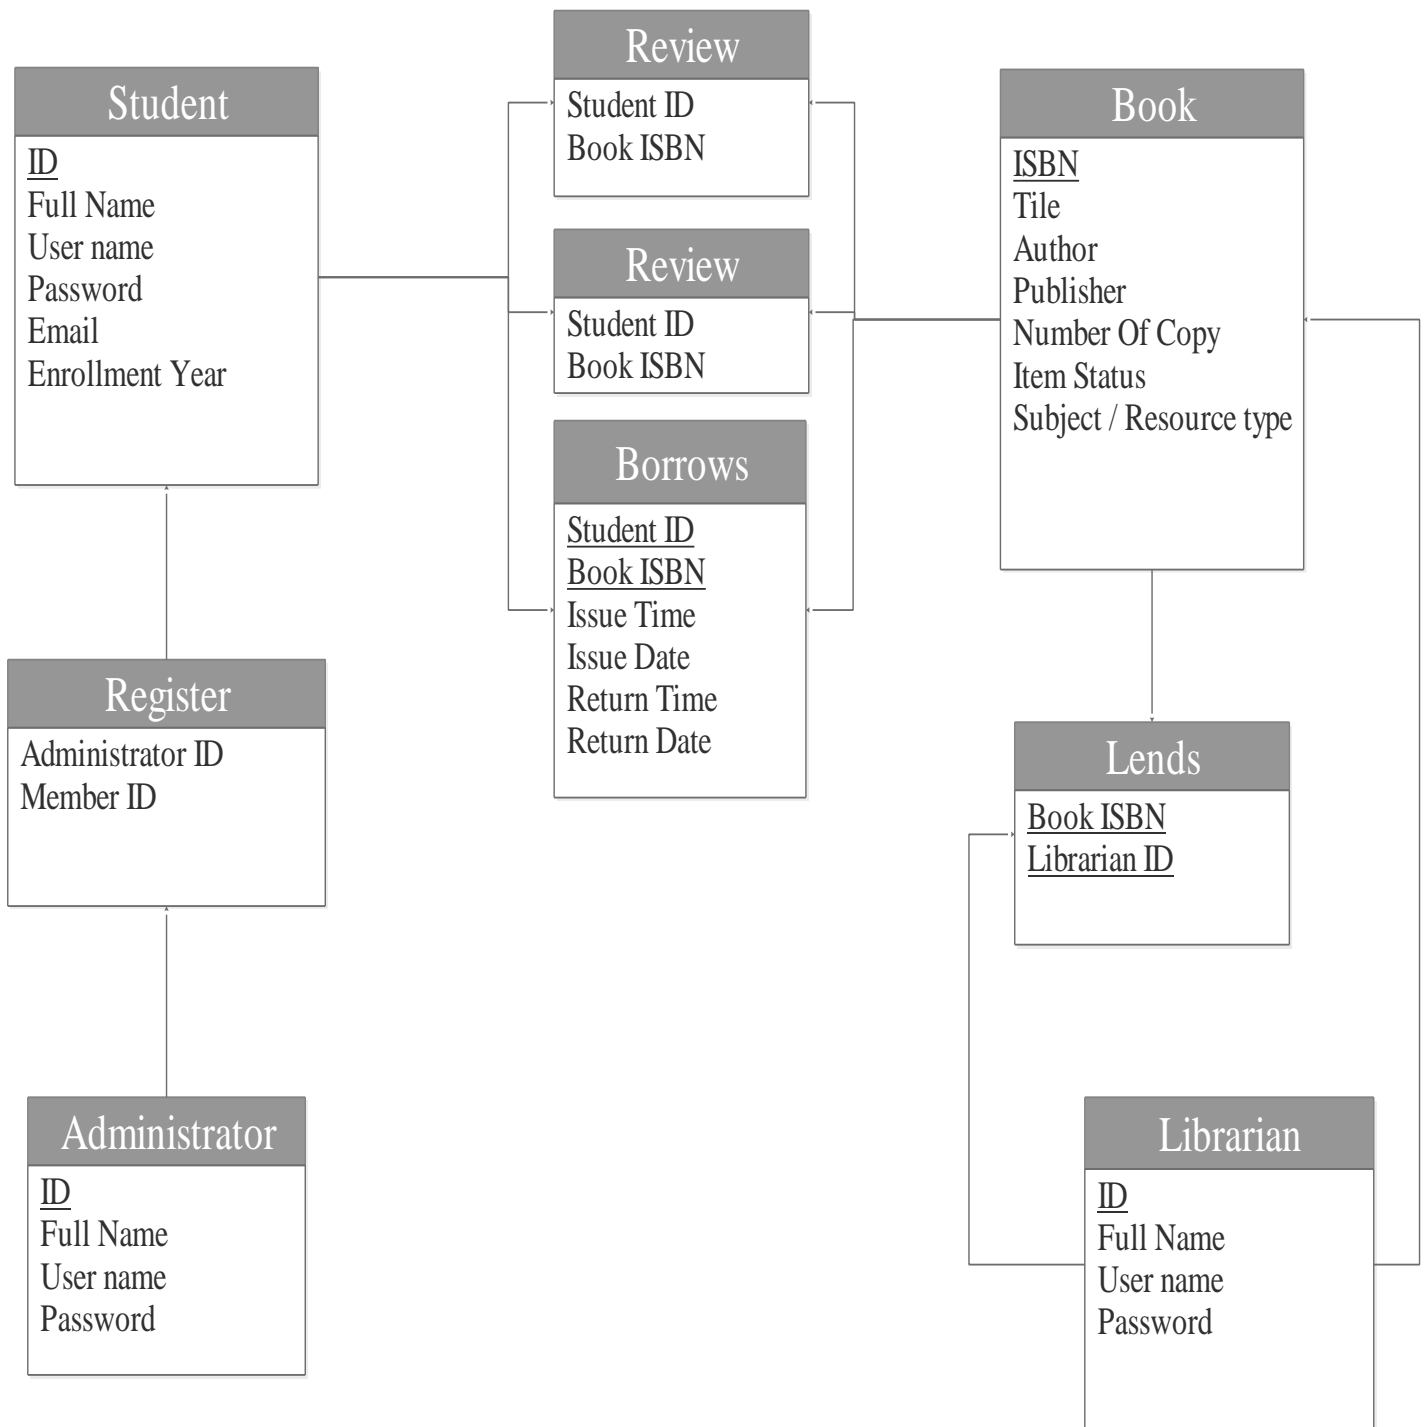 Student
ID
Full Name
User name
Password
Email
Enrollment Year
Review
Student ID
Book ISBN
Review
Student ID
Book ISBN
Borrows
Student ID
Book ISBN
Issue Time
Issue Date
Return Time
Return Date
Book
ISBN
Tile
Author
Publisher
Number Of Copy
Item Status
Subject / Resource type
Register
Administrator ID
Member ID
Lends
Book ISBN
Librarian ID
Administrator
ID
Full Name
User name
Password
Librarian
ID
Full Name
User name
Password